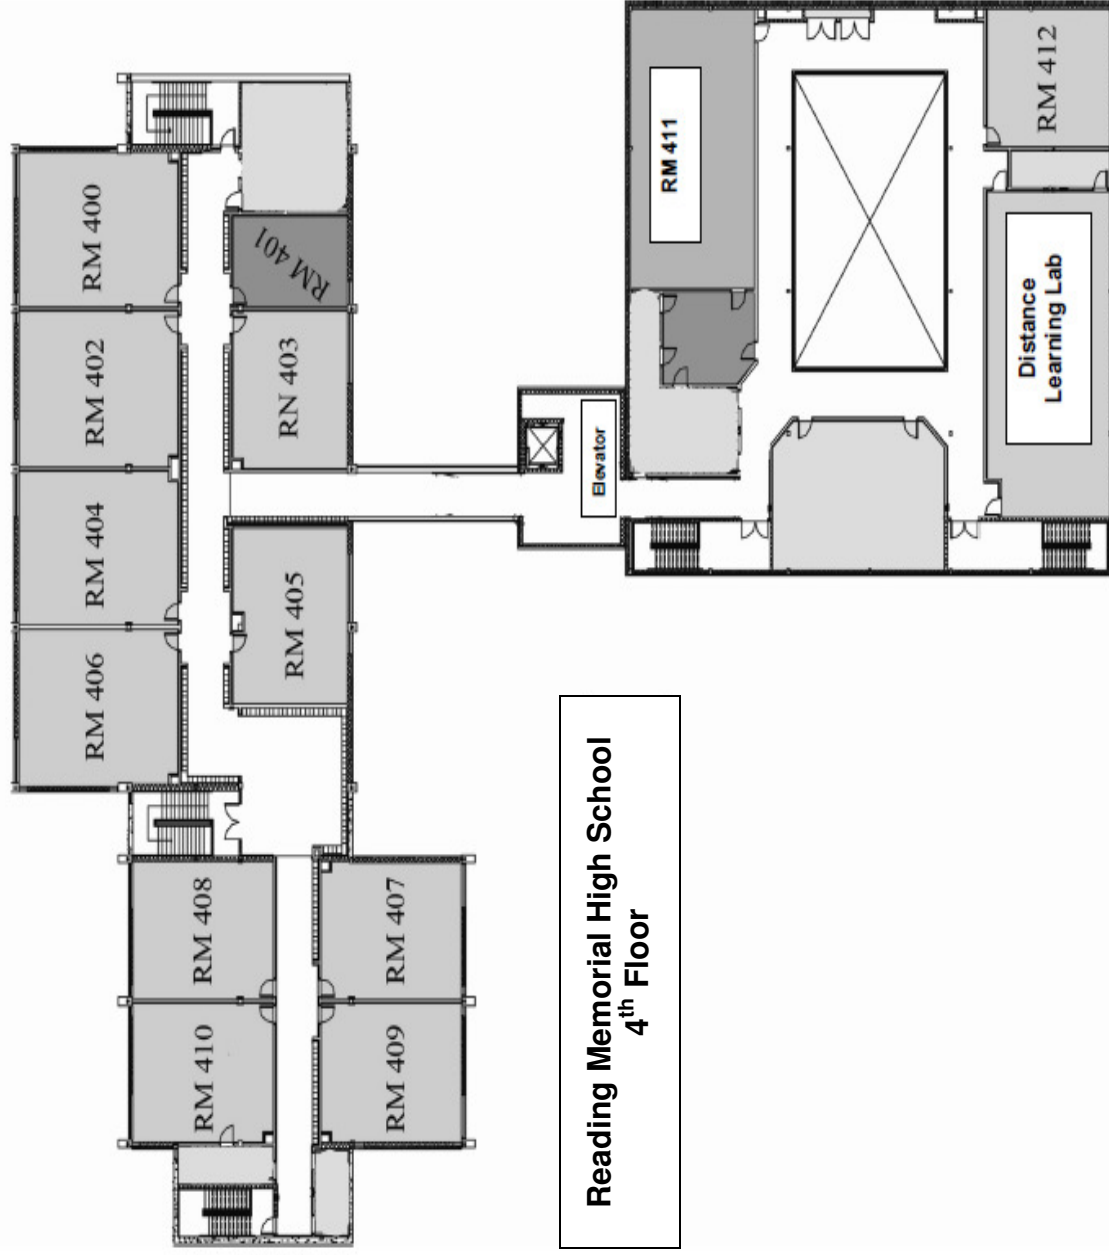 RM 400
RM 402
RM 404
RM 406
RM 401
RN 403
RM 405
RM 408
RM 410
RM 407
RM 409
Elevator
RM 411
RM 412
Distance
Learning Lab
Reading Memorial High School
4th Floor